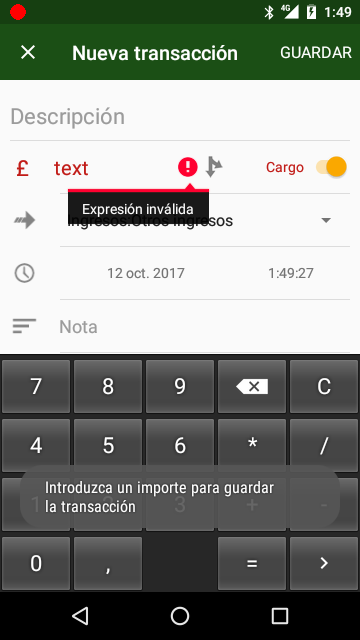 4G 1:49
Nueva transacción GUARDAR
Descripción
£ text Cargo
Expresión inválida
Ingresos:Otros ingresos
12 oct. 2017 1:49:27
Nota
7 8 9 C
4 5 6 * /
1 2 3 + -
Introduzca un importe para guardar
la transacción
0 , = >